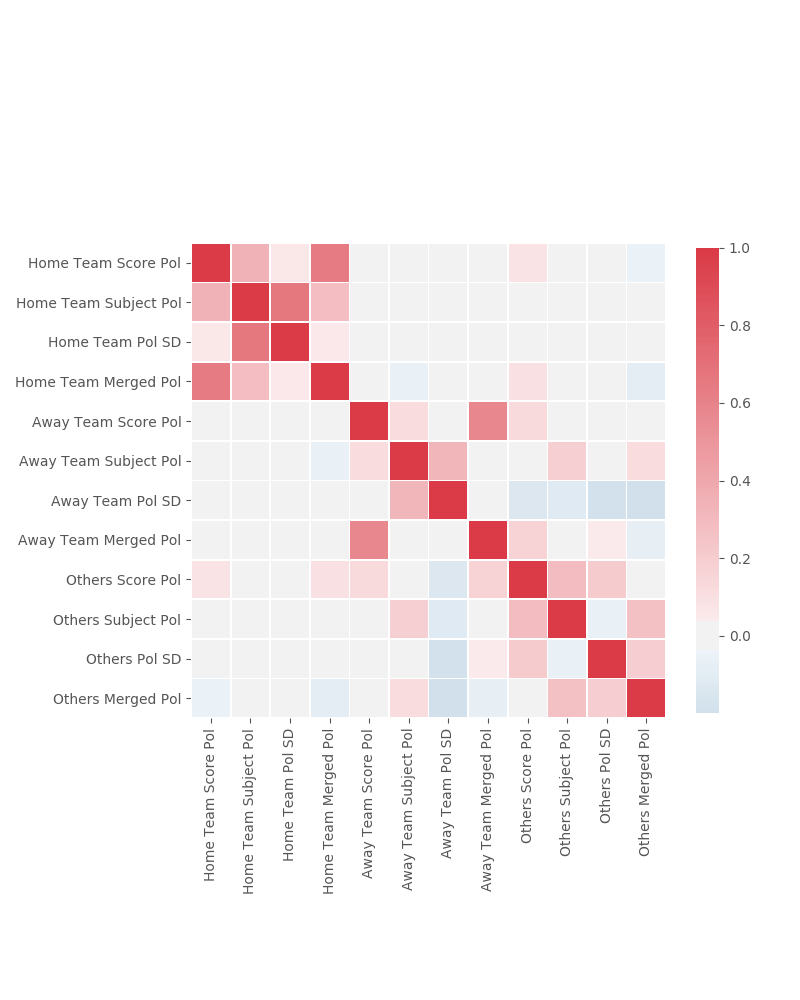 Home Team Score Pol
Home Team Subject Pol
Home Team Pol SD
Home Team Merged Pol
Away Team Score Pol
Away Team Subject Pol
Away Team Pol SD
Away Team Merged Pol
Others Score Pol
Others Subject Pol
Others Pol SD
Others Merged Pol
1.0
0.8
0.6
0.4
0.2
0.0
Home Team Score Pol
Home Team Subject Pol
Home Team Pol SD
Home Team Merged Pol
Away Team Score Pol
Away Team Subject Pol
Away Team Pol SD
Away Team Merged Pol
Others Score Pol
Others Subject Pol
Others Pol SD
Others Merged Pol